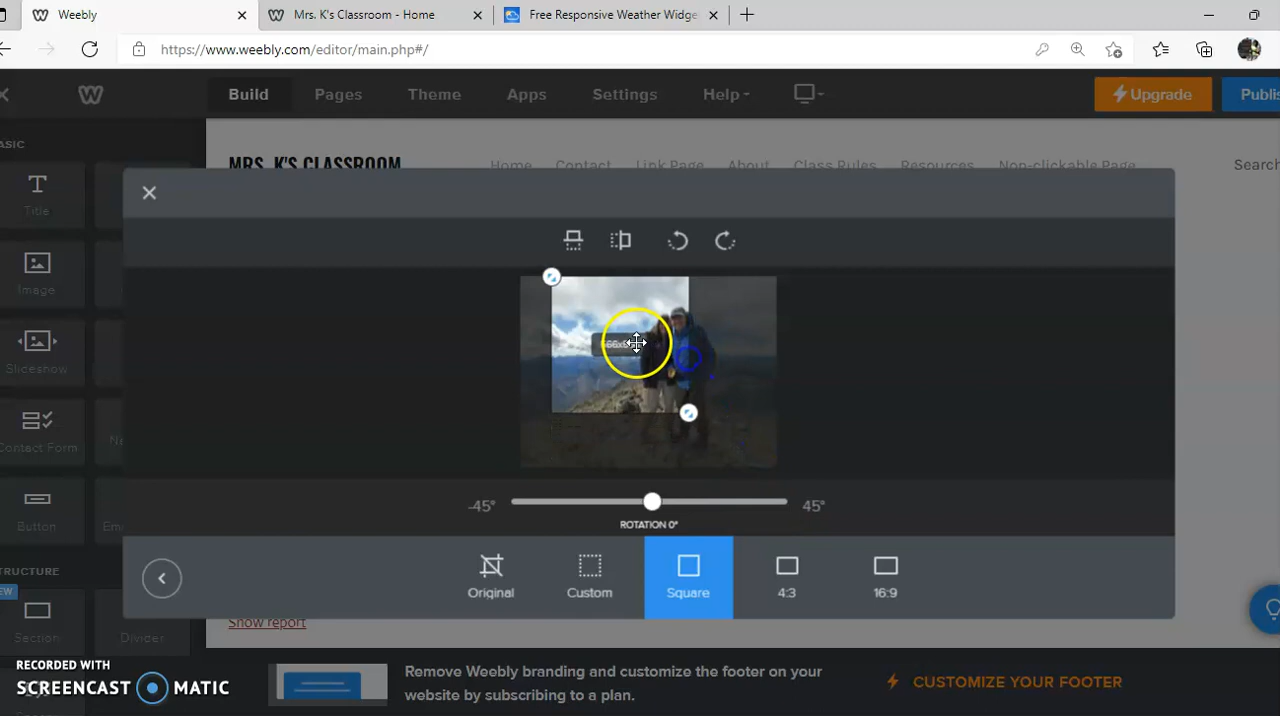 Weebly
Mrs. K's Classroom - Home
Free Responsive Weather Widge
https://www.weebly.com/editor/main.php#/
Build
Pages
Theme
Apps
Settings
Help
Upgrade
Publis
ASIC
MRS. K'S CLASSROOM
Home
Contact
Link Page
About
Class Rules
Resources
Non-clickable Page
Search
Title
Image
Slideshow
Contact Form
Button
STRUCTURE
Section
Divider
-45°
45°
ROTATION 0°
Original
Custom
Square
4:3
16:9
Show report
RECORDED WITH
SCREENCAST MATIC
Remove Weebly branding and customize the footer on your
website by subscribing to a plan.
CUSTOMIZE YOUR FOOTER